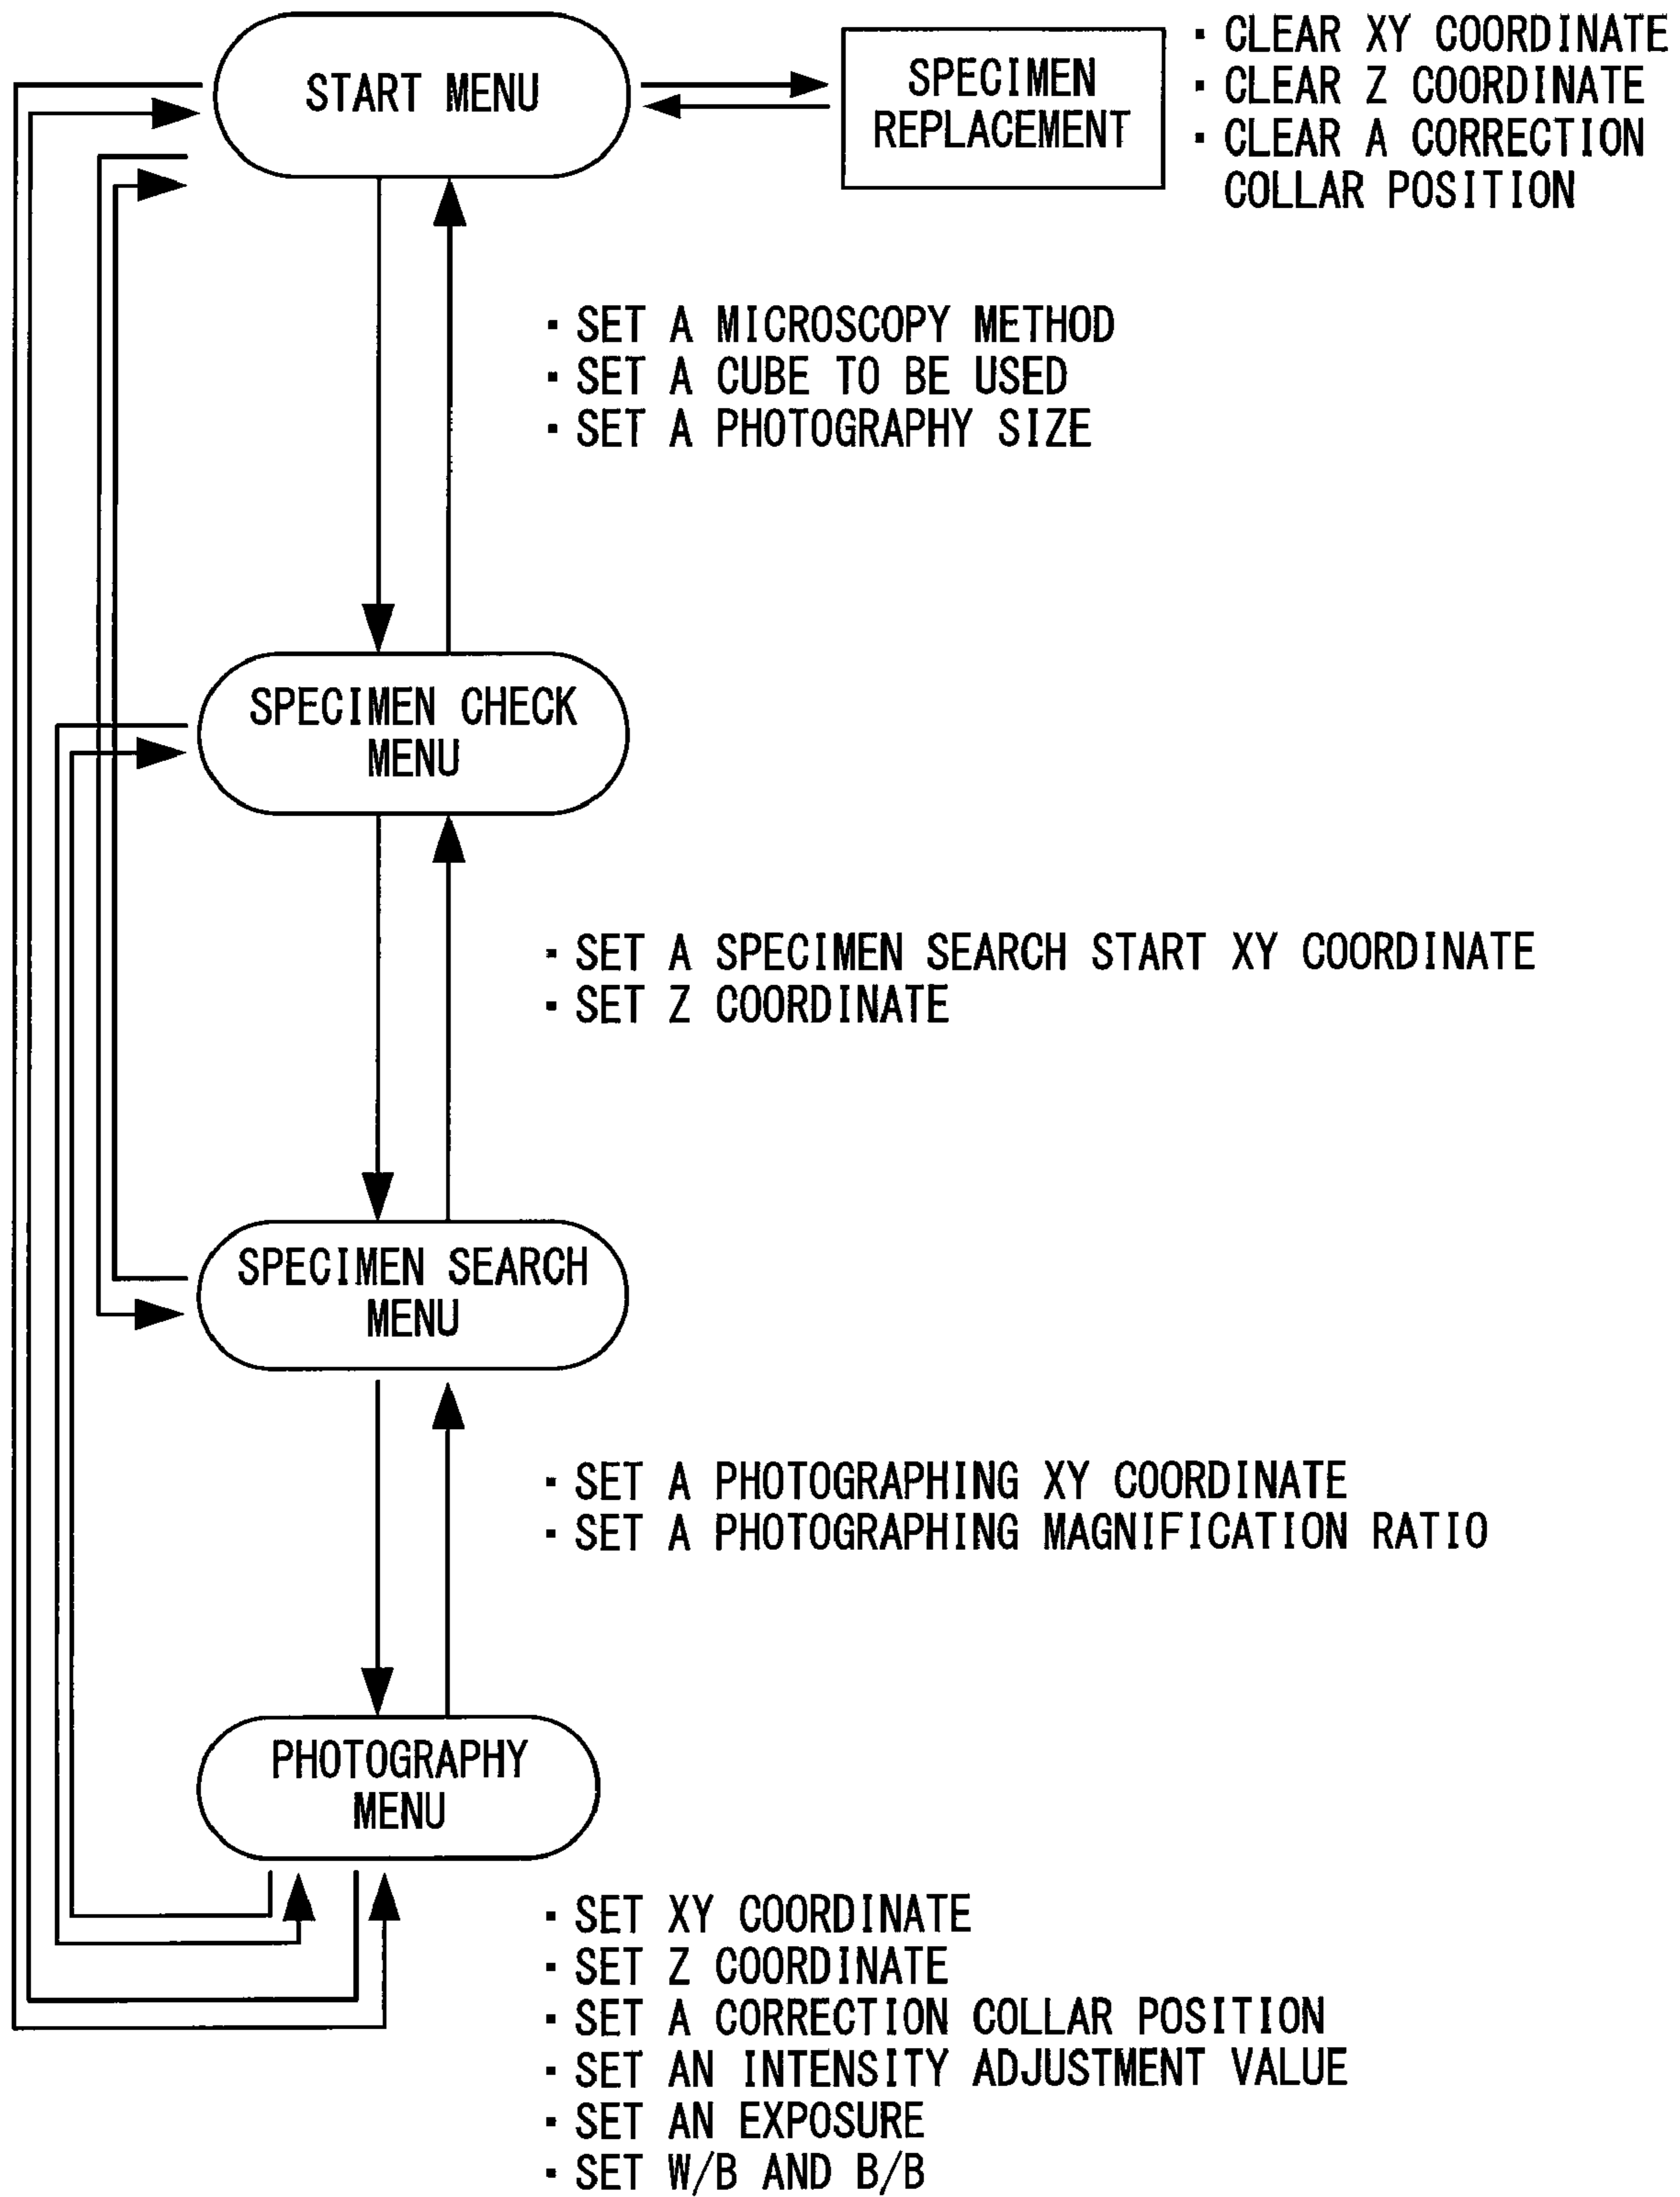 START MENU
SPECIMEN
REPLACEMENT
· CLEAR XY COORDINATE
· CLEAR Z COORDINATE
· CLEAR A CORRECTION
COLLAR POSITION
· SET A MICROSCOPY METHOD
· SET A CUBE TO BE USED
· SET A PHOTOGRAPHY SIZE
SPECIMEN CHECK
MENU
· SET A SPECIMEN SEARCH START XY COORDINATE
· SET Z COORDINATE
SPECIMEN SEARCH
MENU
· SET A PHOTOGRAPHING XY COORDINATE
· SET A PHOTOGRAPHING MAGNIFICATION RATIO
PHOTOGRAPHY
MENU
· SET XY COORDINATE
· SET Z COORDINATE
· SET A CORRECTION COLLAR POSITION
· SET AN INTENSITY ADJUSTMENT VALUE
· SET AN EXPOSURE
· SET W/B AND B/B